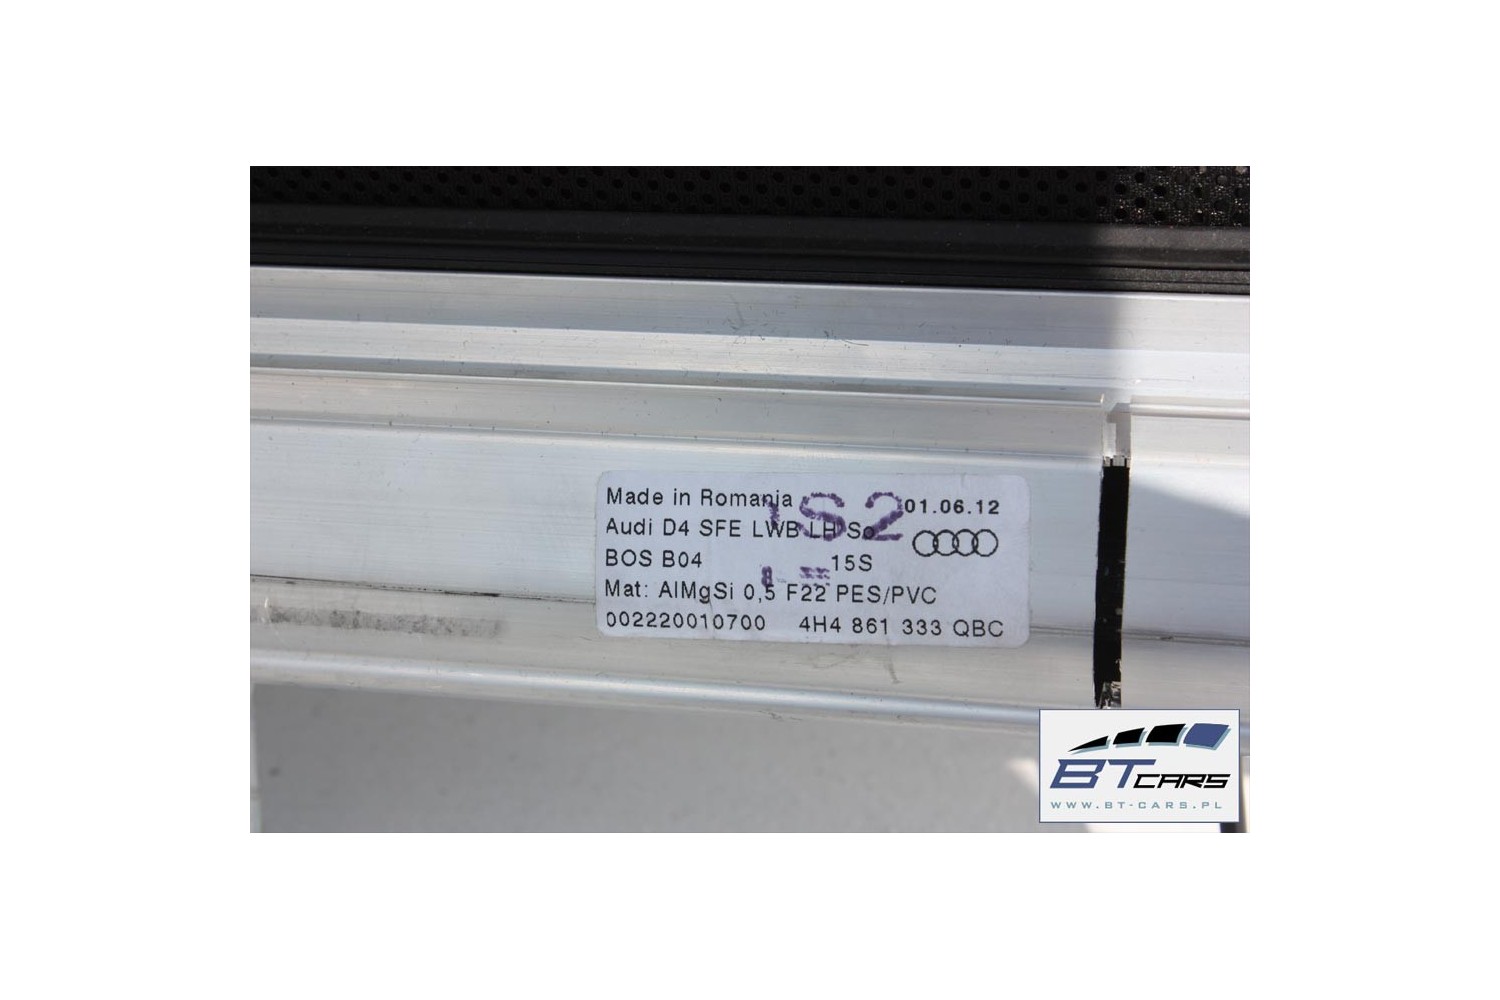 Made in Romania 01.06.12
Audi D4 SFE LWB LH So
BOS B04 15S
Mat: AlMgSi 0,5 F22 PES/PVC
002220010700 4H4 861 333 QBC
S2
BT CARS
WWW.BT-CARS.PL